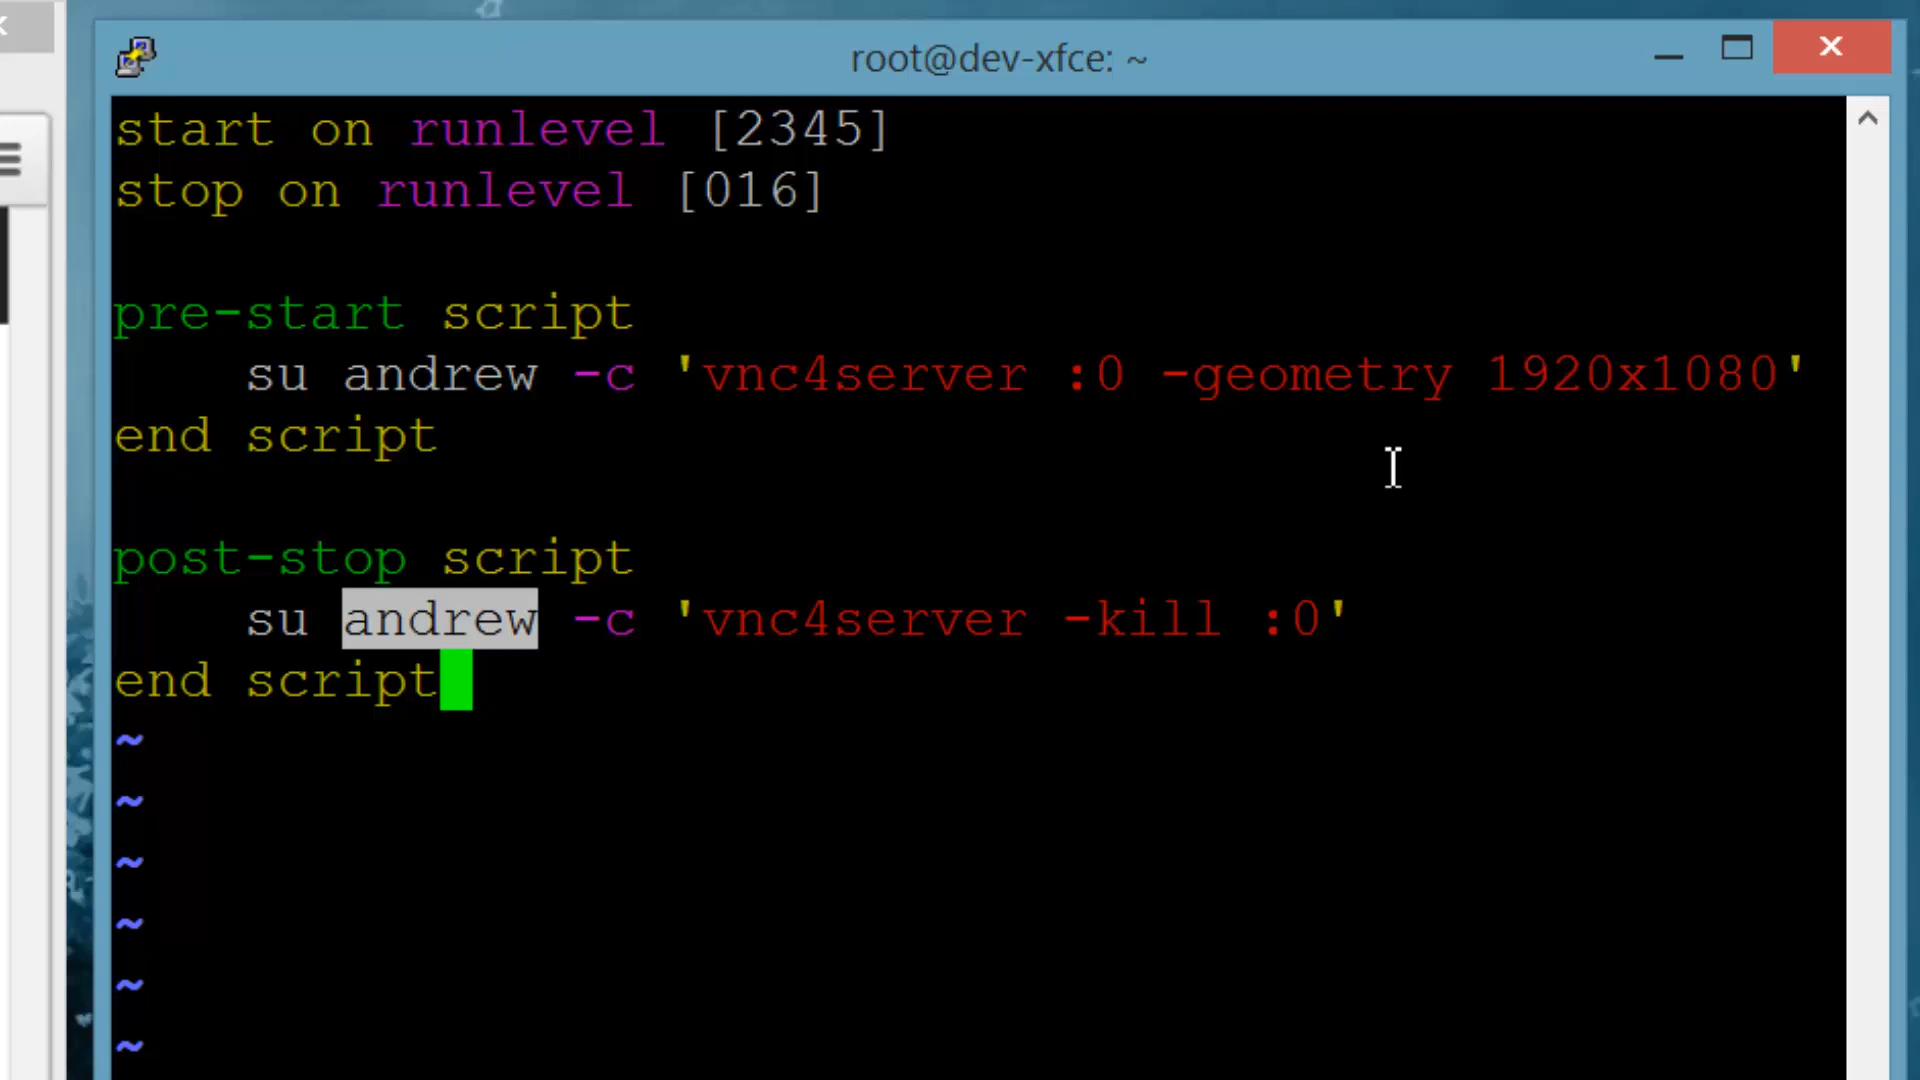 root@dev-xfce: ~
start on runlevel [2345]
stop on runlevel [016]
pre-start script
su andrew -c 'vnc4server :0 -geometry 1920x1080'
end script
post-stop script
su andrew -c 'vnc4server -kill :0'
end script
~
~
~
~
~
~